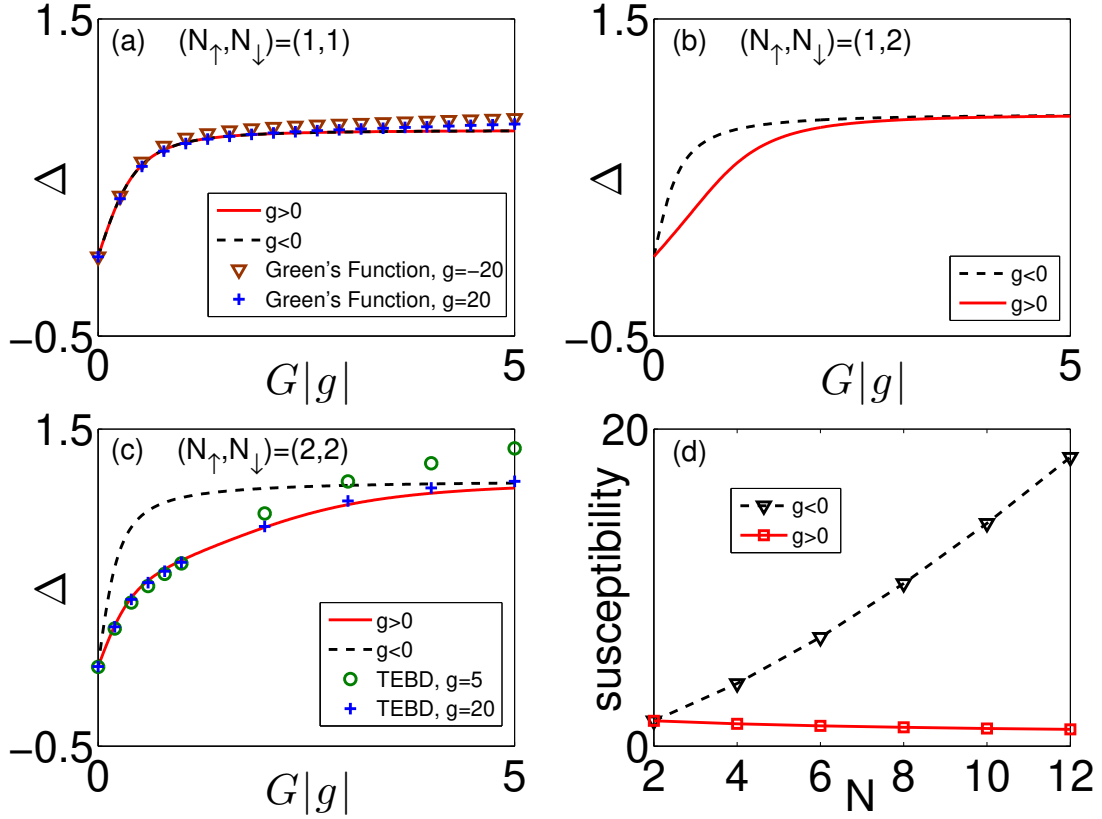 1.5
(a) (N↑,N↓)=(1,1)
Δ
g>0
g<0
Green's Function, g=−20
Green's Function, g=20
−0.5
0
5
G|g|
1.5
(b) (N↑,N↓)=(1,2)
Δ
g<0
g>0
−0.5
0
5
G|g|
1.5
(c) (N↑,N↓)=(2,2)
Δ
g>0
g<0
TEBD, g=5
TEBD, g=20
−0.5
0
5
G|g|
20
(d)
susceptibility
g<0
g>0
0
2 4 6 8 10 12
N